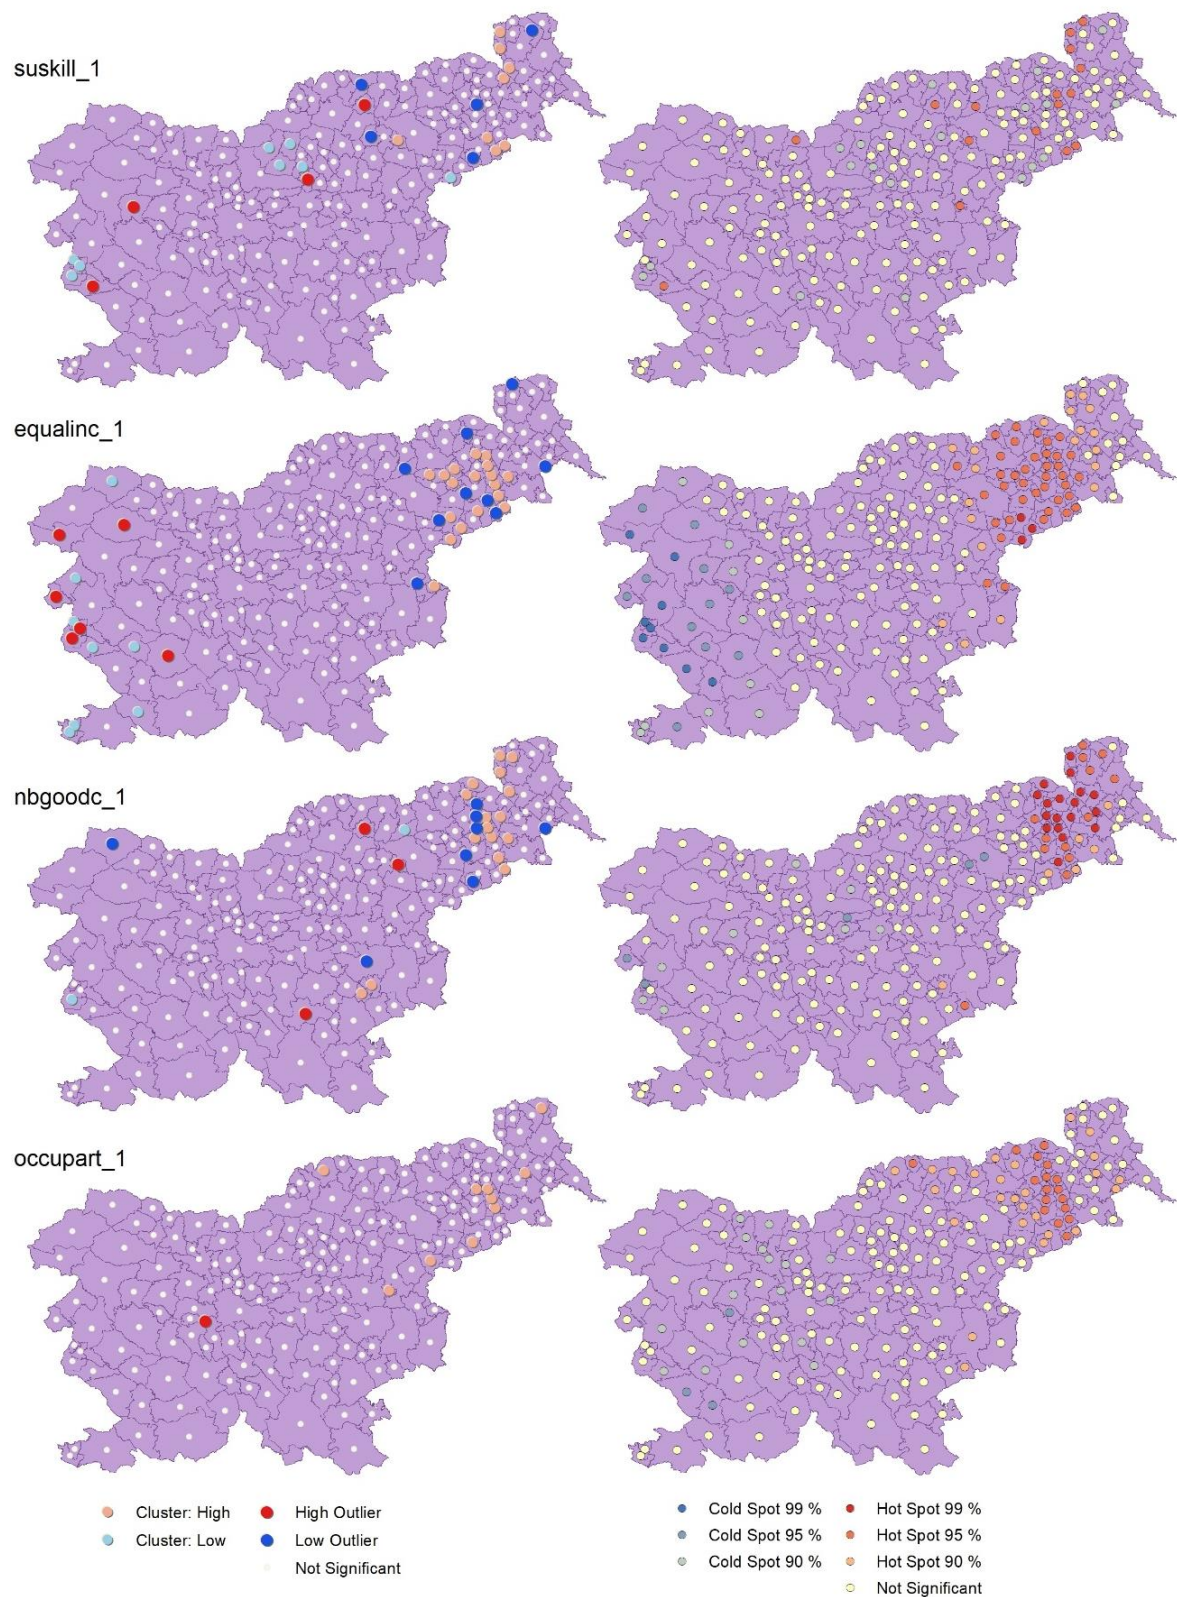 suskill_1
equalinc_1
nbgoodc_1
occupart_1
Cluster: High
High Outlier
Cluster: Low
Low Outlier
Not Significant
Cold Spot 99 %
Hot Spot 99 %
Cold Spot 95 %
Hot Spot 95 %
Cold Spot 90 %
Hot Spot 90 %
Not Significant